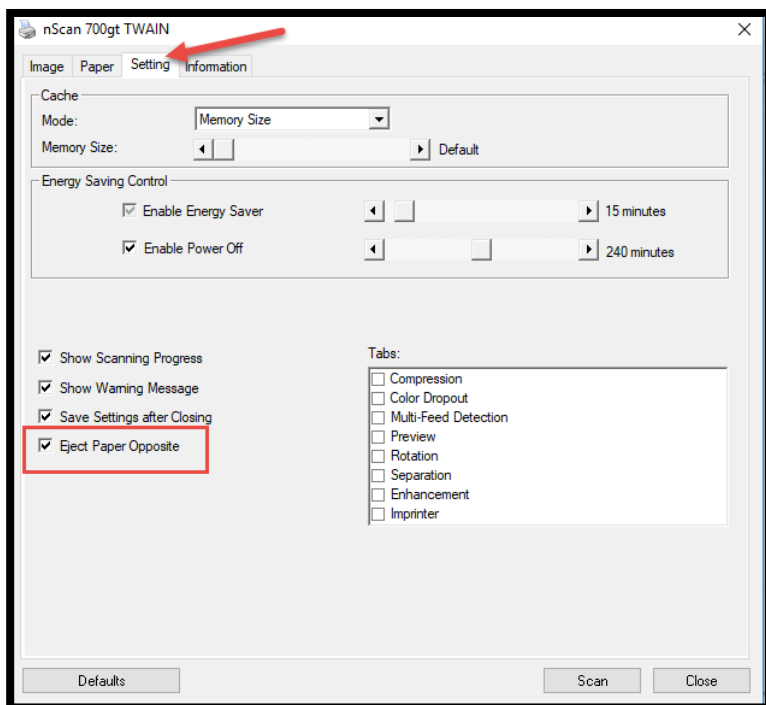 nScan 700gt TWAIN
Image Paper Setting Information
Cache
Mode: Memory Size
Memory Size: Default
Energy Saving Control
Enable Energy Saver 15 minutes
Enable Power Off 240 minutes
Show Scanning Progress
Show Warning Message
Save Settings after Closing
Eject Paper Opposite
Tabs:
Compression
Color Dropout
Multi-Feed Detection
Preview
Rotation
Separation
Enhancement
Imprinter
Defaults Scan Close